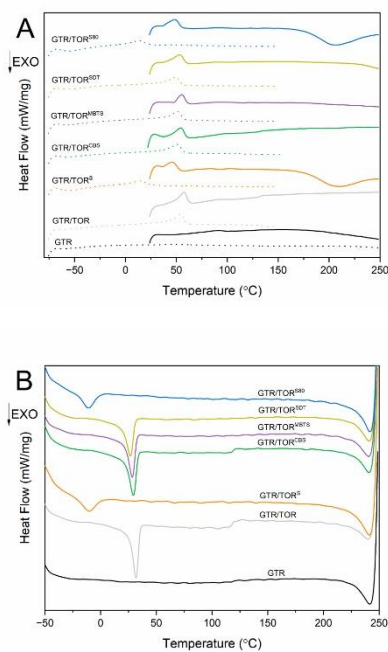 A
GTR/TOR^S80
EXO
GTR/TOR^SDT
GTR/TOR^MBTS
GTR/TOR^CBS
GTR/TOR^S
GTR/TOR
GTR
Heat Flow (mW/mg)
-50 0 50 100 150 200 250
Temperature (°C)
B
EXO
GTR/TOR^S80
GTR/TOR^SDT
GTR/TOR^MBTS
GTR/TOR^CBS
GTR/TOR^S
GTR/TOR
GTR
Heat Flow (mW/mg)
-50 0 50 100 150 200 250
Temperature (°C)